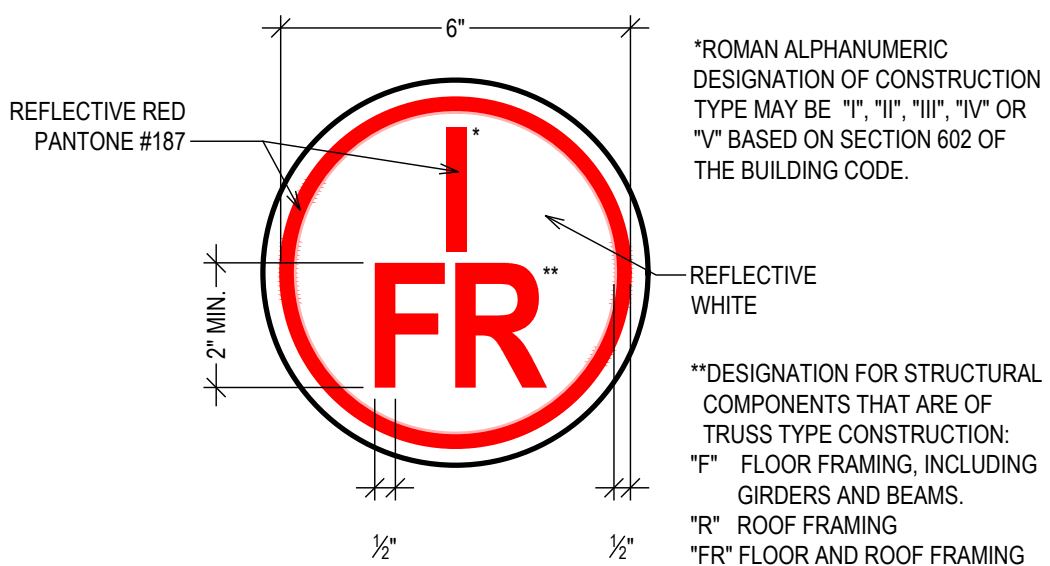 6"
*ROMAN ALPHANUMERIC
DESIGNATION OF CONSTRUCTION
TYPE MAY BE "I", "II", "III", "IV" OR
"V" BASED ON SECTION 602 OF
THE BUILDING CODE.
REFLECTIVE RED
PANTONE #187
I*
FR**
REFLECTIVE
WHITE
2" MIN.
**DESIGNATION FOR STRUCTURAL
COMPONENTS THAT ARE OF
TRUSS TYPE CONSTRUCTION:
"F" FLOOR FRAMING, INCLUDING
GIRDERS AND BEAMS.
"R" ROOF FRAMING
"FR" FLOOR AND ROOF FRAMING
½"
½"